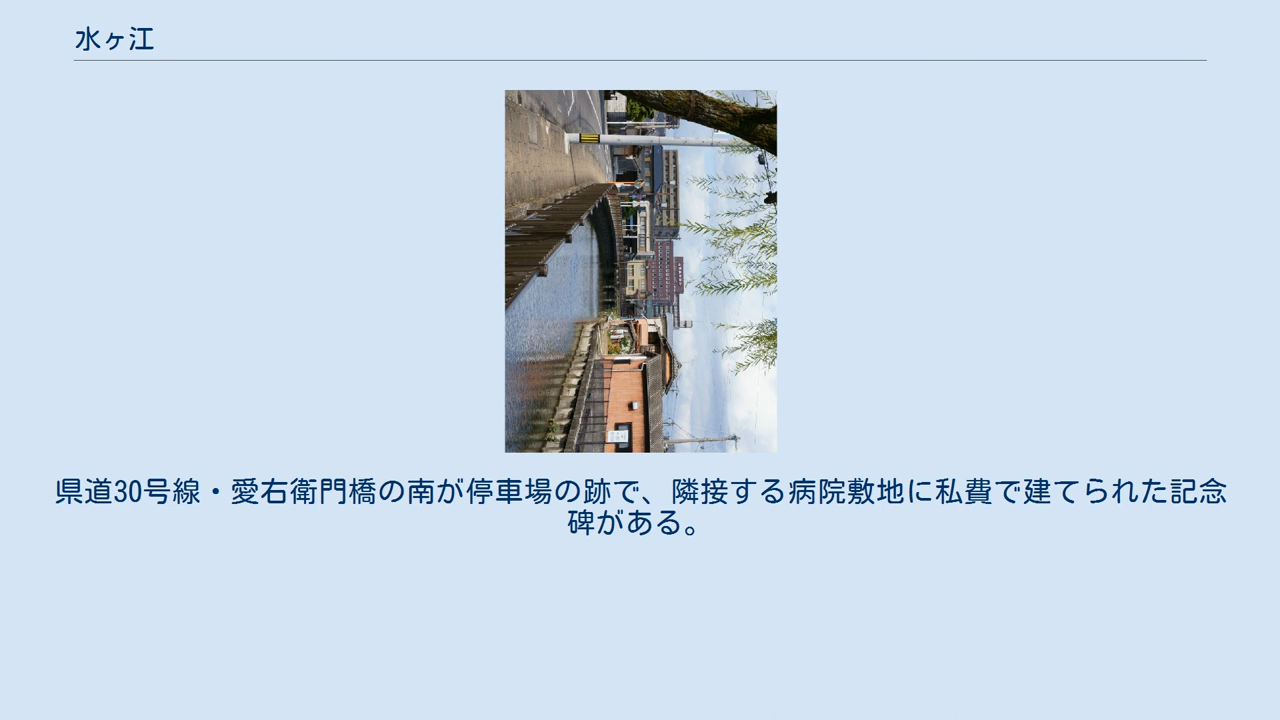 水ヶ江
県道30号線・愛右衛門橋の南が停車場の跡で、隣接する病院敷地に私費で建てられた記念
碑がある。